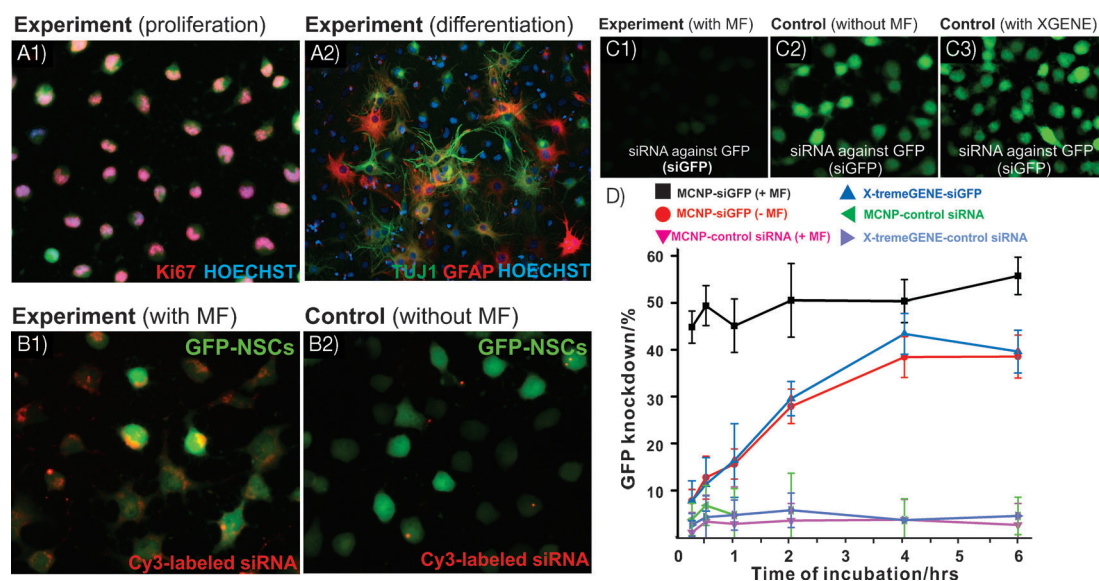 Experiment (proliferation)
A1)
Ki67 HOECHST
Experiment (differentiation)
A2)
TUJ1 GFAP HOECHST
Experiment (with MF)
B1)
GFP-NSCs
Cy3-labeled siRNA
Control (without MF)
B2)
GFP-NSCs
Cy3-labeled siRNA
Experiment (with MF)
C1)
siRNA against GFP
(siGFP)
Control (without MF)
C2)
siRNA against GFP
(siGFP)
Control (with XGENE)
C3)
siRNA against GFP
(siGFP)
D)
MCNP-siGFP (+ MF)
MCNP-siGFP (- MF)
MCNP-control siRNA (+ MF)
X-tremeGENE-siGFP
MCNP-control siRNA
X-tremeGENE-control siRNA
GFP knockdown/%
60
50
40
30
20
10
0 1 2 4 6
Time of incubation/hrs